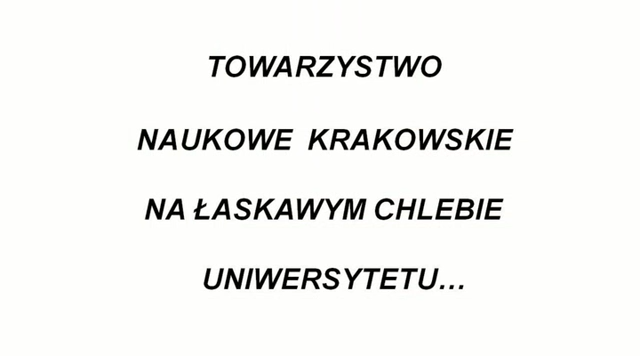 TOWARZYSTWO
NAUKOWE KRAKOWSKIE
NA ŁASKAWYM CHLEBIE
UNIWERSYTETU…